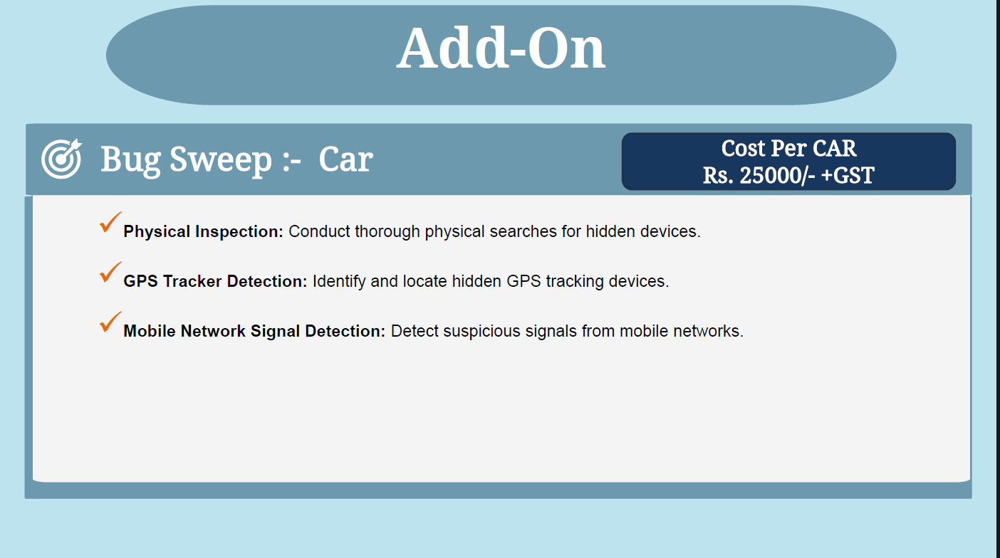 Add-On
Bug Sweep :- Car
Cost Per CAR
Rs. 25000/- +GST
Physical Inspection: Conduct thorough physical searches for hidden devices.
GPS Tracker Detection: Identify and locate hidden GPS tracking devices.
Mobile Network Signal Detection: Detect suspicious signals from mobile networks.